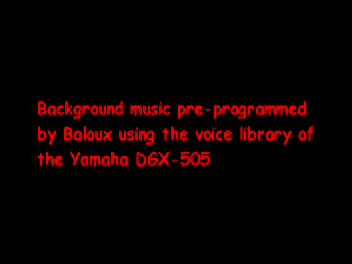 Background music pre-programmed
by Baloux using the voice library of
the Yamaha DGX-505